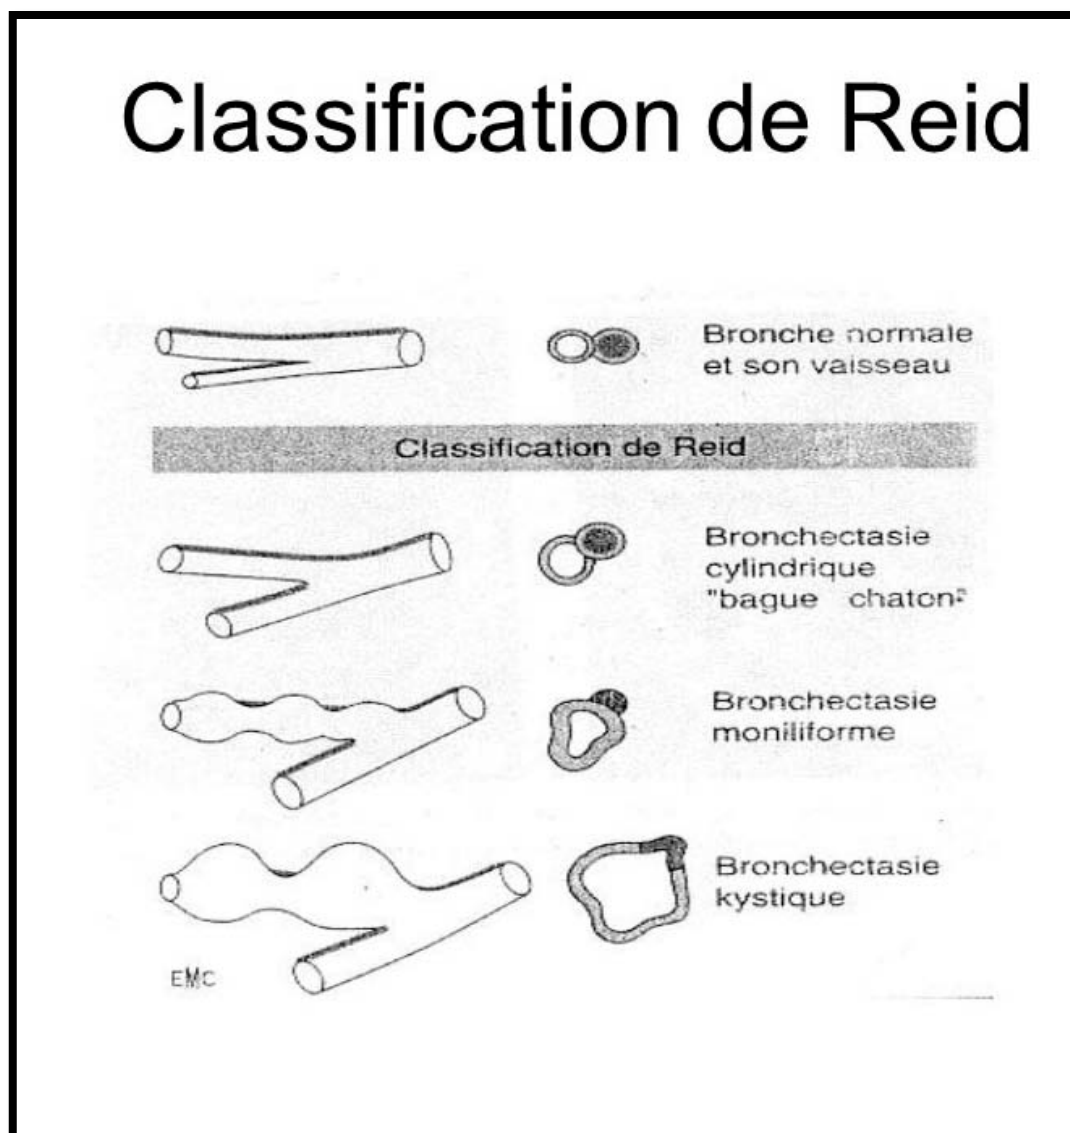 Classification de Reid
Bronche normale
et son vaisseau
Classification de Reid
Bronchectasie
cylindrique
"bague chaton"
Bronchectasie
moniliforme
Bronchectasie
kystique
EMC